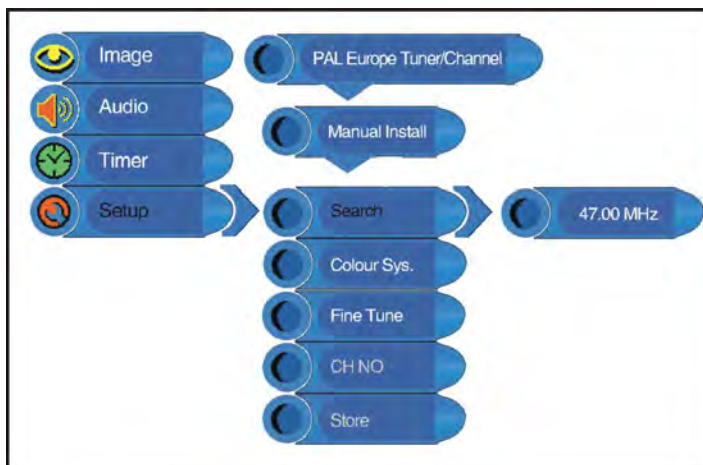 Image
Audio
Timer
Setup
PAL Europe Tuner/Channel
Manual Install
Search
Colour Sys.
Fine Tune
CH NO
Store
47.00 MHz